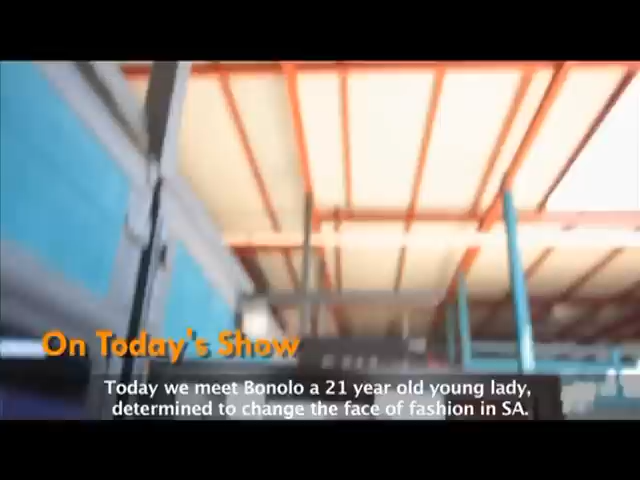 On Today's Show
Today we meet Bonolo a 21 year old young lady,
determined to change the face of fashion in SA.